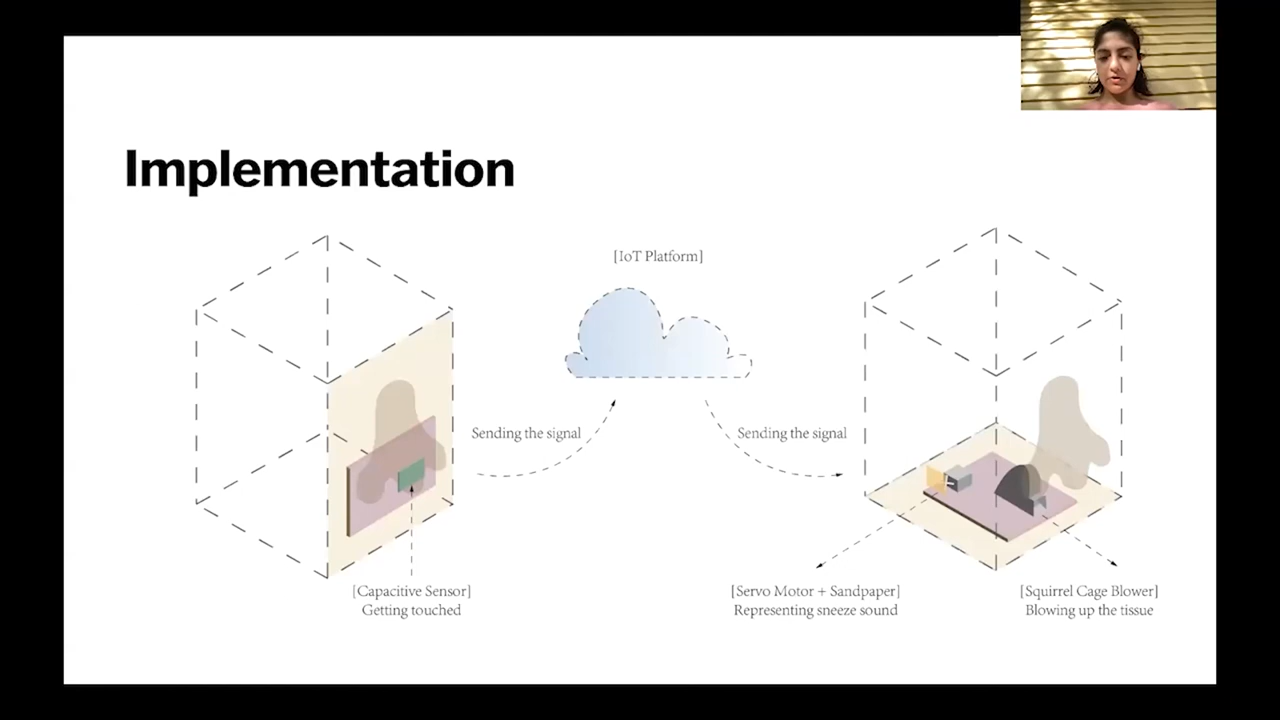 Implementation
[IoT Platform]
Sending the signal
Sending the signal
[Capacitive Sensor]
Getting touched
[Servo Motor + Sandpaper]
Representing sneeze sound
[Squirrel Cage Blower]
Blowing up the tissue